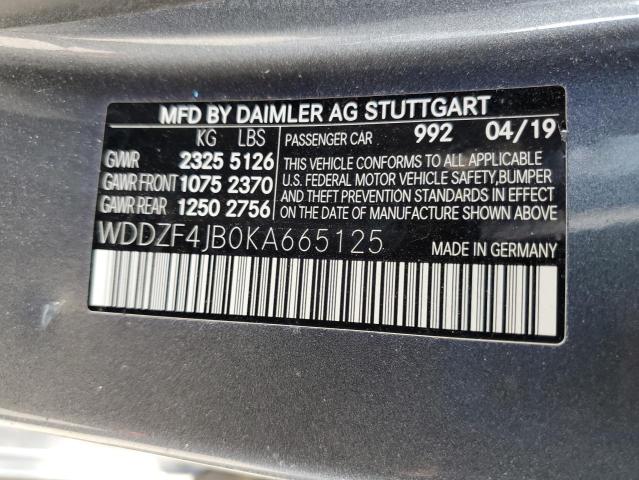 MFD BY DAIMLER AG STUTTGART
KG LBS PASSENGER CAR 992 04/19
GVWR 2325 5126 THIS VEHICLE CONFORMS TO ALL APPLICABLE
GAWR FRONT 1075 2370 U.S. FEDERAL MOTOR VEHICLE SAFETY,BUMPER
AND THEFT PREVENTION STANDARDS IN EFFECT
GAWR REAR 1250 2756 ON THE DATE OF MANUFACTURE SHOWN ABOVE
WDDZF4JB0KA665125 MADE IN GERMANY